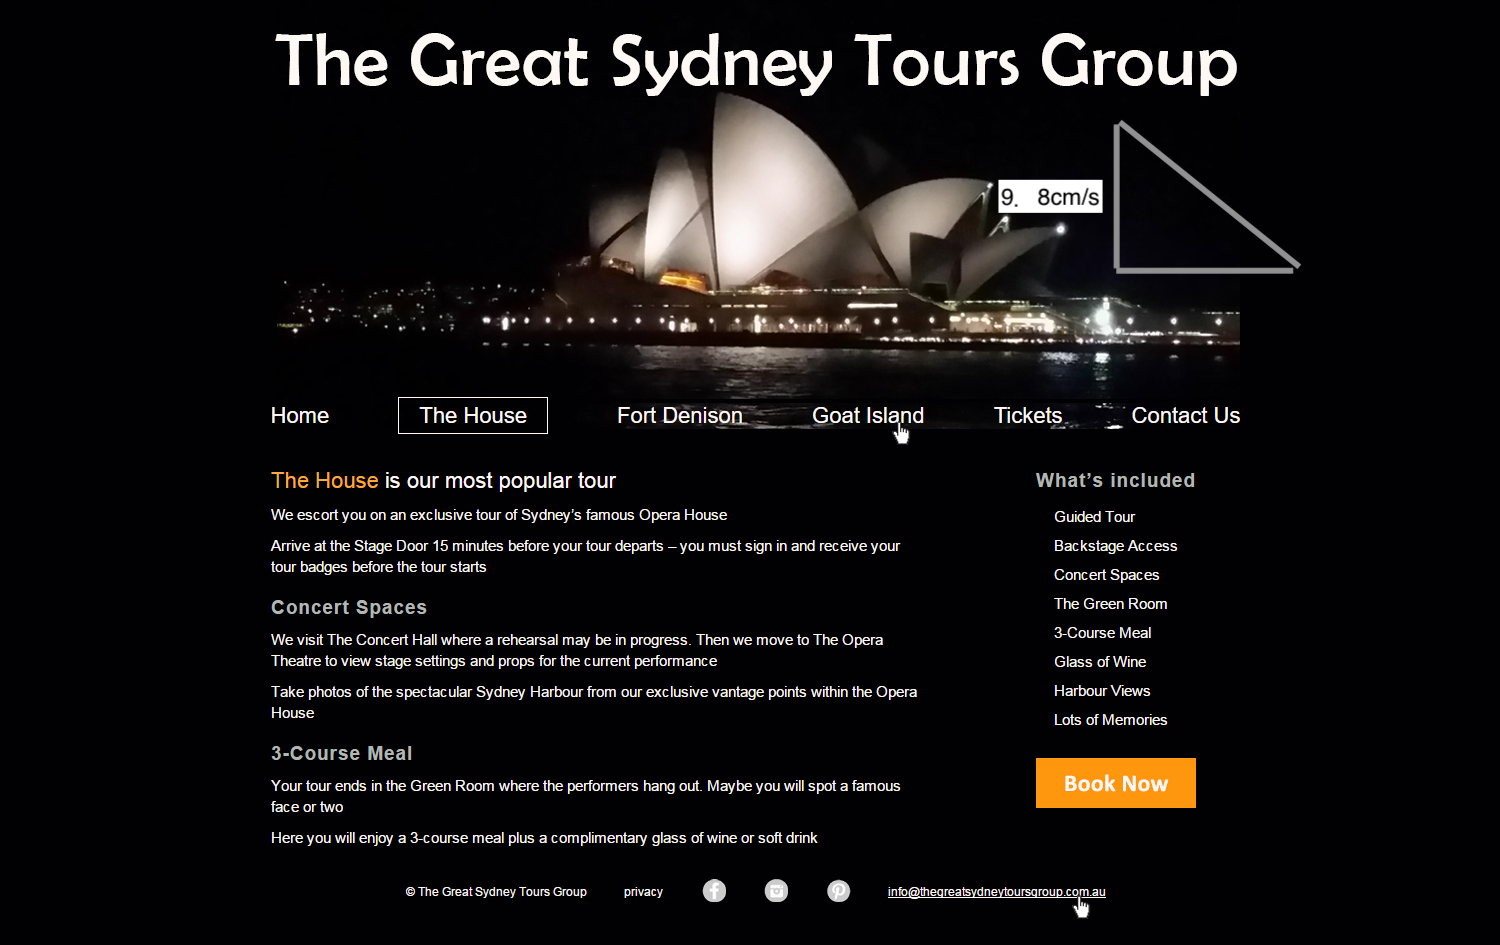 The Great Sydney Tours Group
9. 8cm/s
Home The House Fort Denison Goat Island Tickets Contact Us
The House is our most popular tour
We escort you on an exclusive tour of Sydney’s famous Opera House
Arrive at the Stage Door 15 minutes before your tour departs – you must sign in and receive your
tour badges before the tour starts
Concert Spaces
We visit The Concert Hall where a rehearsal may be in progress. Then we move to The Opera
Theatre to view stage settings and props for the current performance
Take photos of the spectacular Sydney Harbour from our exclusive vantage points within the Opera
House
3-Course Meal
Your tour ends in the Green Room where the performers hang out. Maybe you will spot a famous
face or two
Here you will enjoy a 3-course meal plus a complimentary glass of wine or soft drink
What’s included
Guided Tour
Backstage Access
Concert Spaces
The Green Room
3-Course Meal
Glass of Wine
Harbour Views
Lots of Memories
Book Now
© The Great Sydney Tours Group privacy info@thegreatsydneytoursgroup.com.au